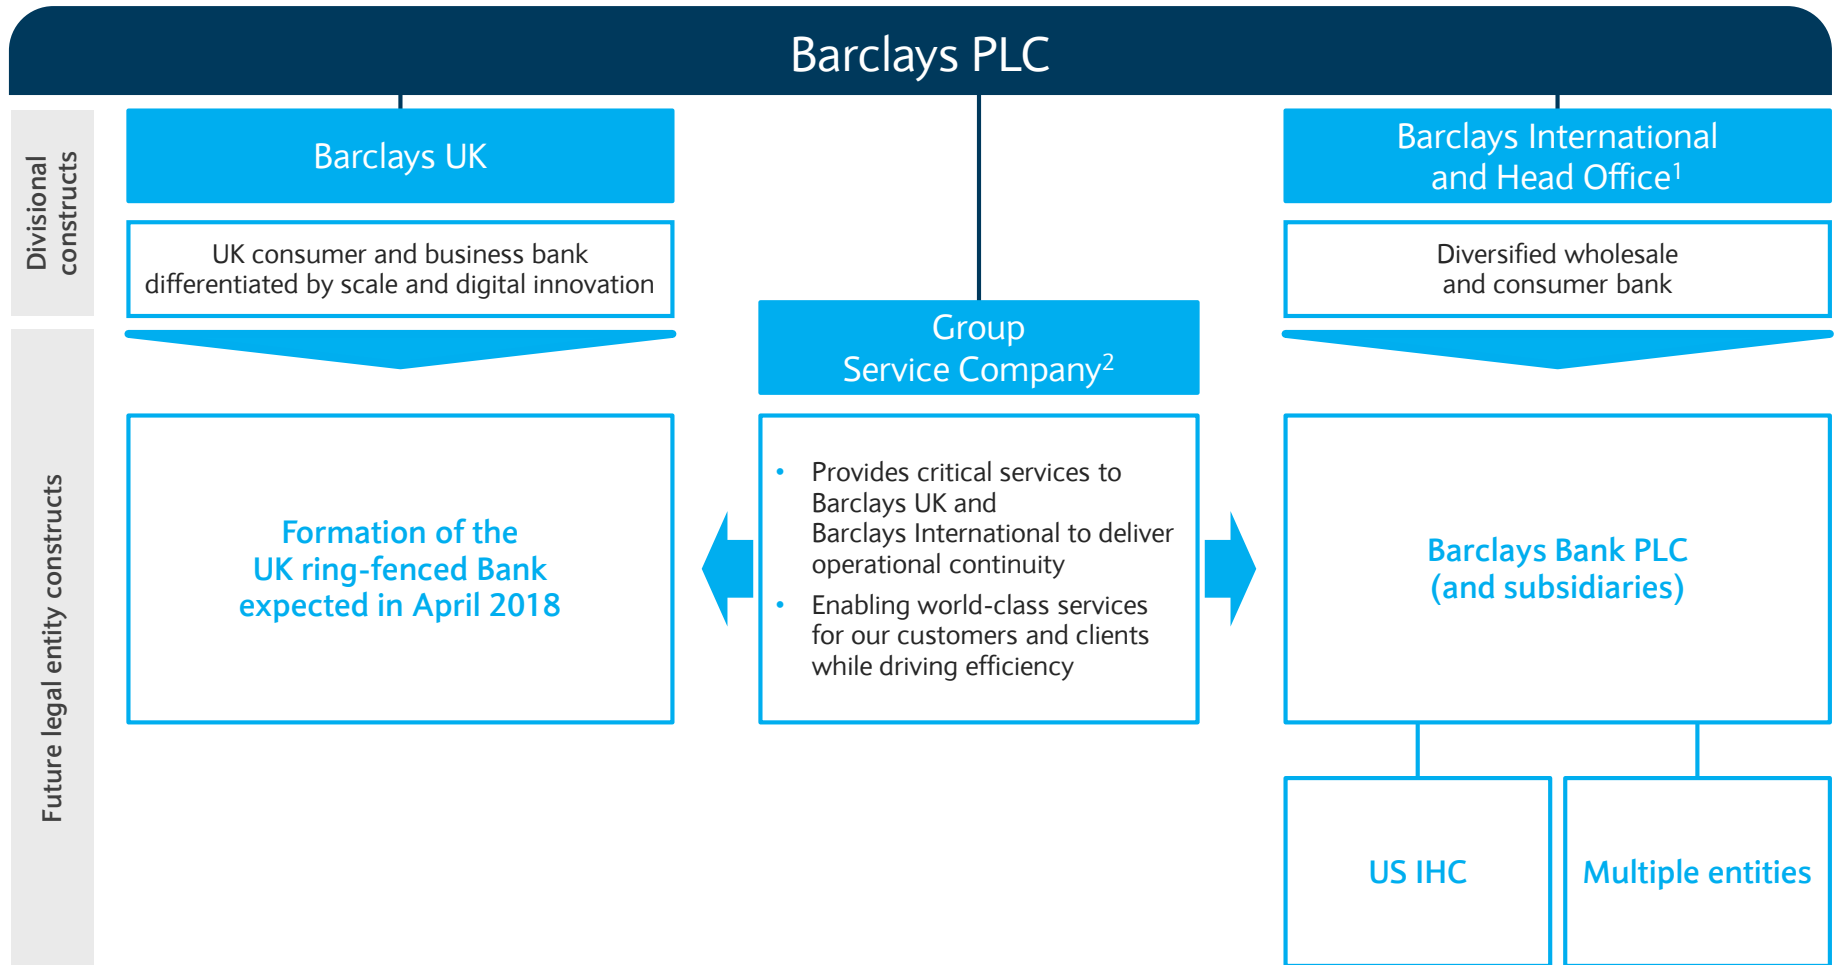 Barclays PLC
Divisional
constructs
Barclays UK
UK consumer and business bank
differentiated by scale and digital innovation
Barclays International
and Head Office¹
Diversified wholesale
and consumer bank
Future legal entity constructs
Formation of the
UK ring-fenced Bank
expected in April 2018
Group
Service Company²
• Provides critical services to
Barclays UK and
Barclays International to deliver
operational continuity
• Enabling world-class services
for our customers and clients
while driving efficiency
Barclays Bank PLC
(and subsidiaries)
US IHC
Multiple entities